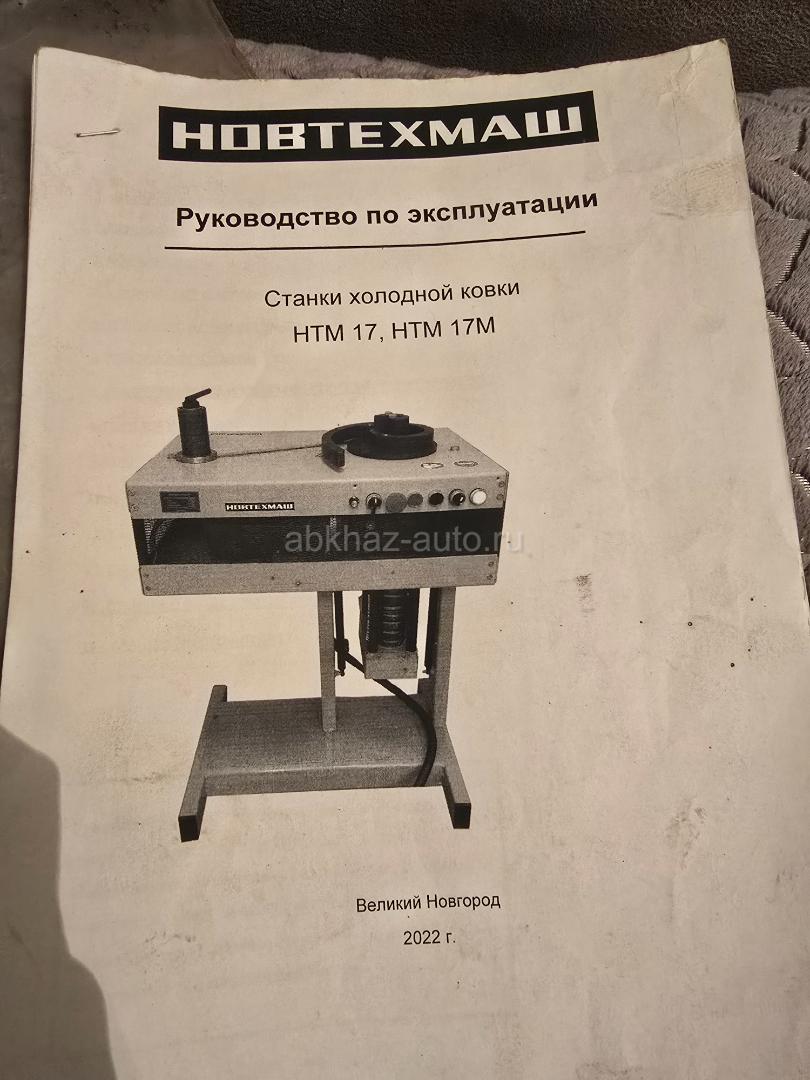 НОВТЕХМАШ
Руководство по эксплуатации
Станки холодной ковки
НТМ 17, НТМ 17М
НОВТЕХМАШ
abkhaz-auto.ru
Великий Новгород
2022 г.